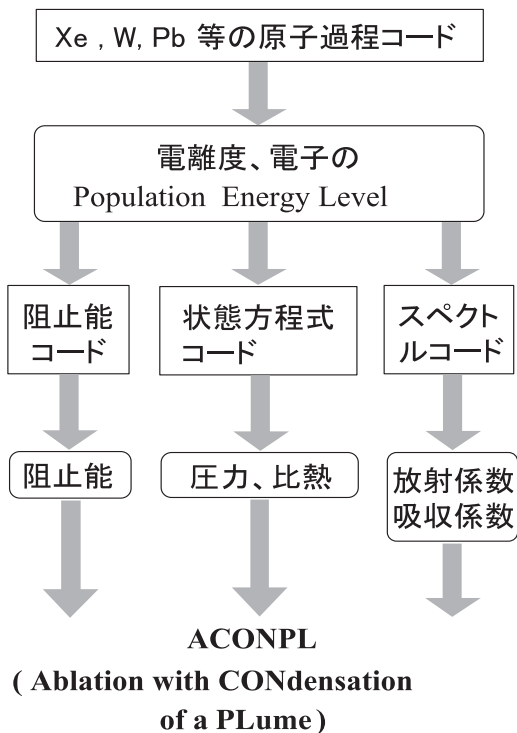 Xe , W, Pb 等の原子過程コード
電離度、電子の
Population Energy Level
阻止能
コード
状態方程式
コード
スペクト
ルコード
阻止能
圧力、比熱
放射係数
吸収係数
ACONPL
( Ablation with CONdensation
of a PLume )